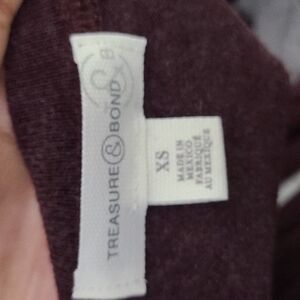 TREASURE & BOND
XS
MADE IN
MEXICO
FABRIQUÉ
AU MEXIQUE